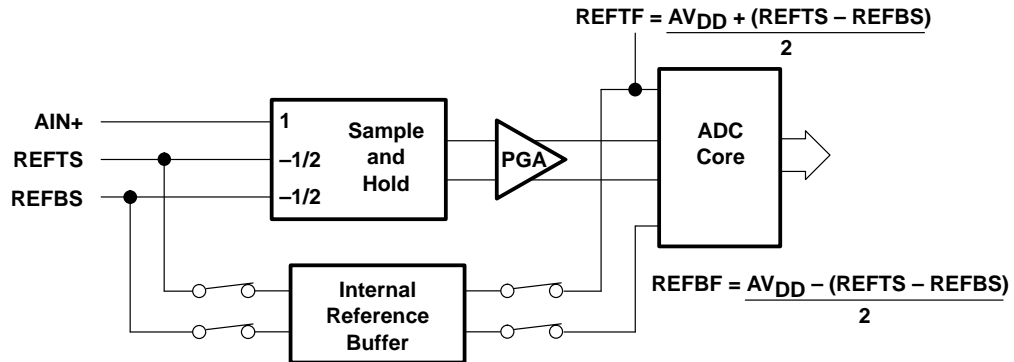 REFTF = AVDD + (REFTS – REFBS)
2
AIN+
REFTS
REFBS
1
–1/2
–1/2
Sample
and
Hold
PGA
ADC
Core
Internal
Reference
Buffer
REFBF = AVDD – (REFTS – REFBS)
2